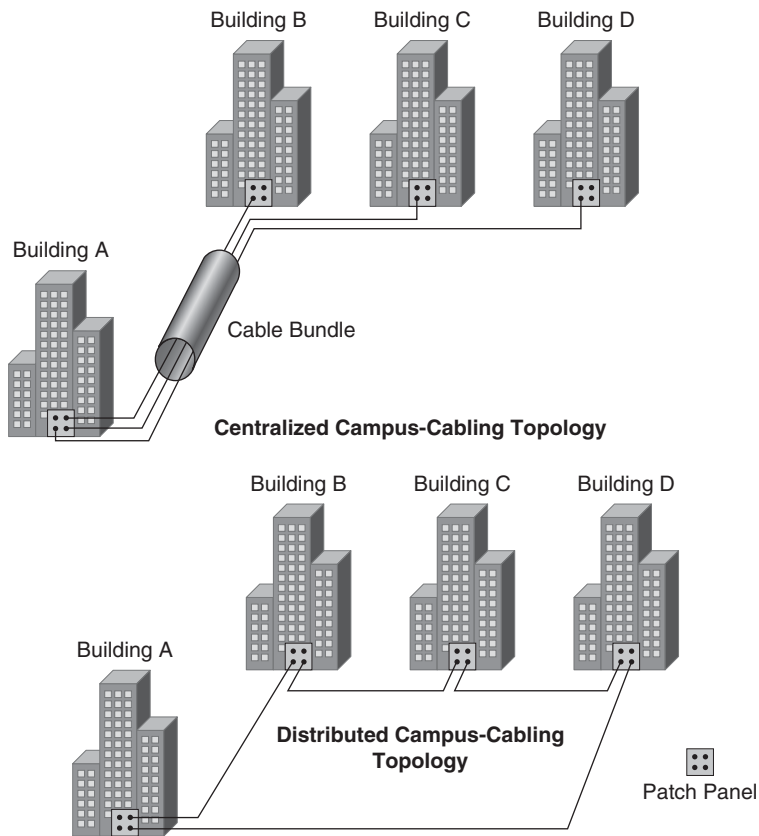 Building B
Building C
Building D
Building A
Cable Bundle
Centralized Campus-Cabling Topology
Building B
Building C
Building D
Building A
Distributed Campus-Cabling
Topology
Patch Panel